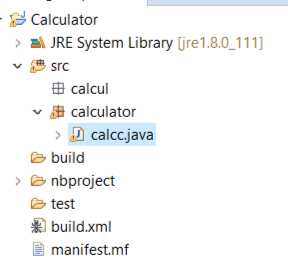 Calculator
JRE System Library [jre1.8.0_111]
src
calcul
calculator
calcc.java
build
nbproject
test
build.xml
manifest.mf